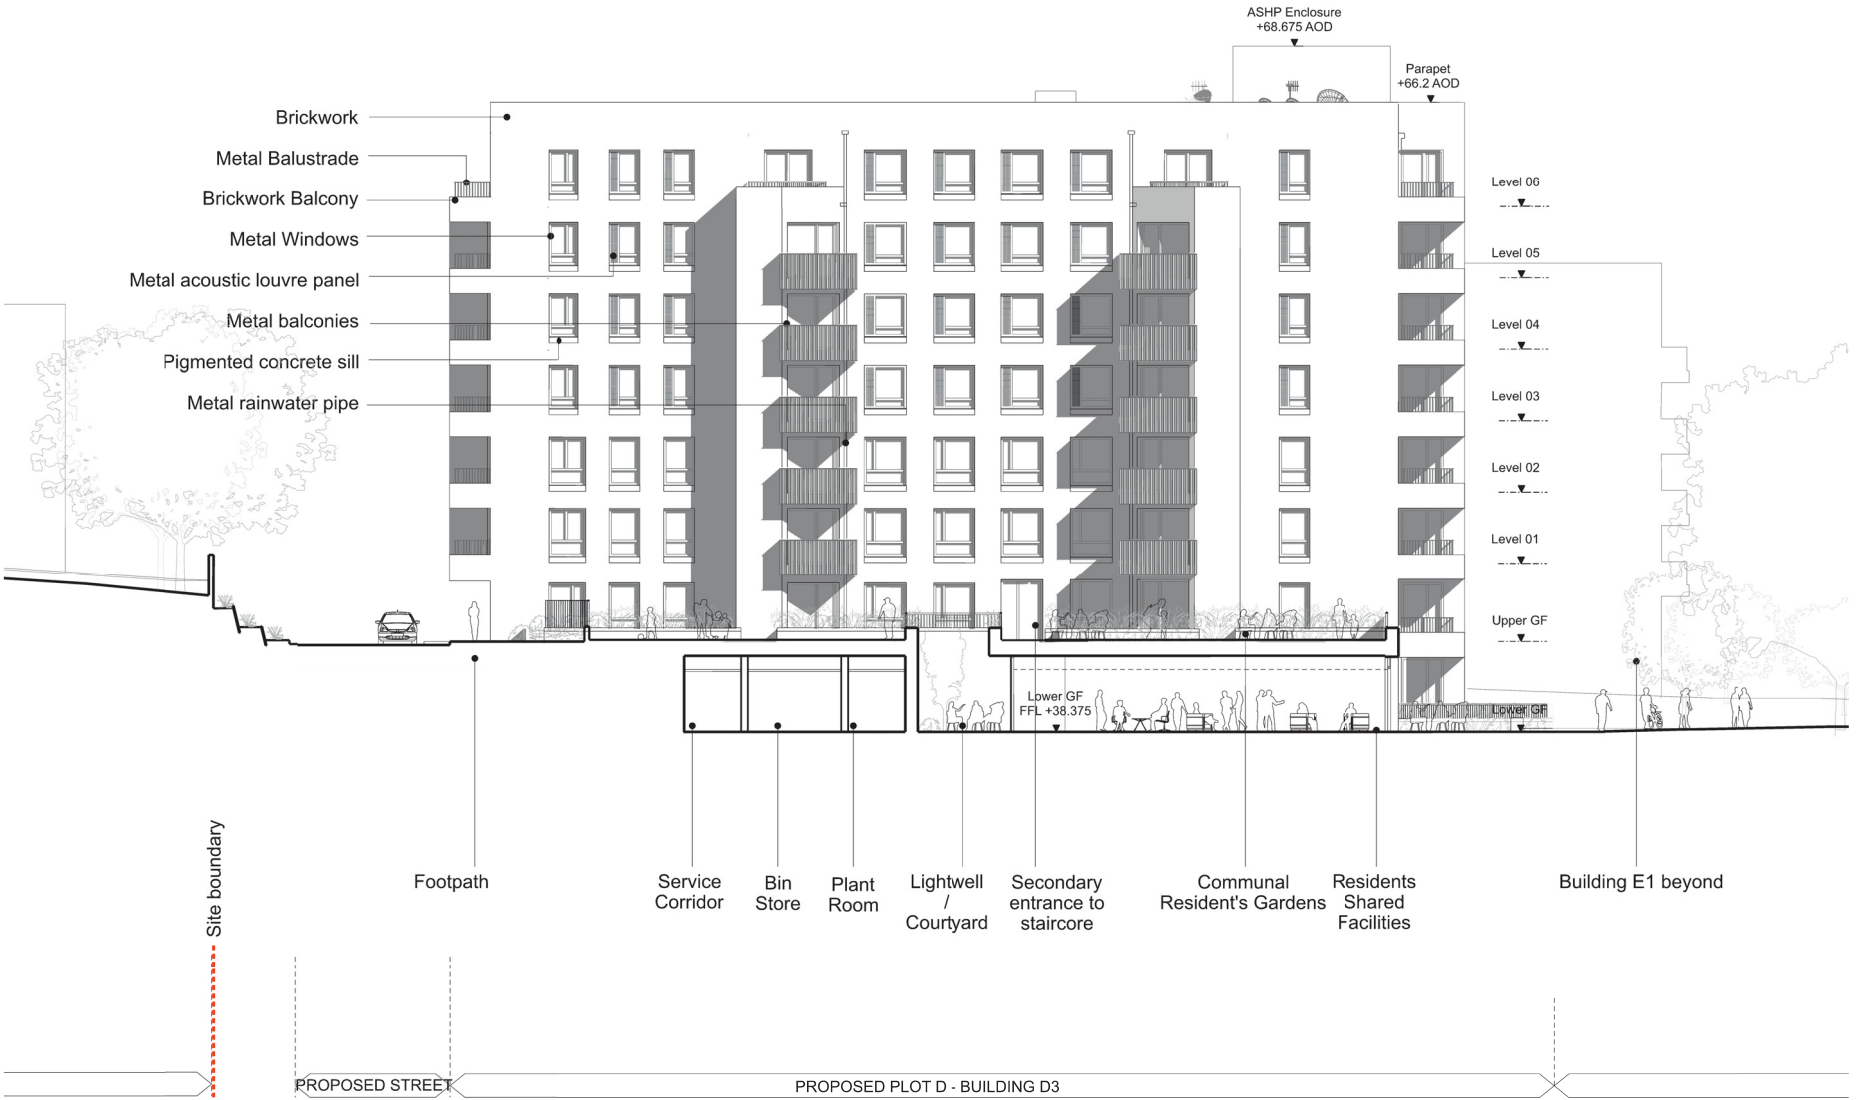 ASHP Enclosure
+68.675 AOD
Parapet
+66.2 AOD
Brickwork
Metal Balustrade
Brickwork Balcony
Metal Windows
Metal acoustic louvre panel
Metal balconies
Pigmented concrete sill
Metal rainwater pipe
Level 06
Level 05
Level 04
Level 03
Level 02
Level 01
Upper GF
Lower GF
Lower GF
FFL +38.375
Site boundary
Footpath
Service
Corridor
Bin
Store
Plant
Room
Lightwell
/
Courtyard
Secondary
entrance to
staircore
Communal
Resident's Gardens
Residents
Shared
Facilities
Building E1 beyond
PROPOSED STREET
PROPOSED PLOT D - BUILDING D3